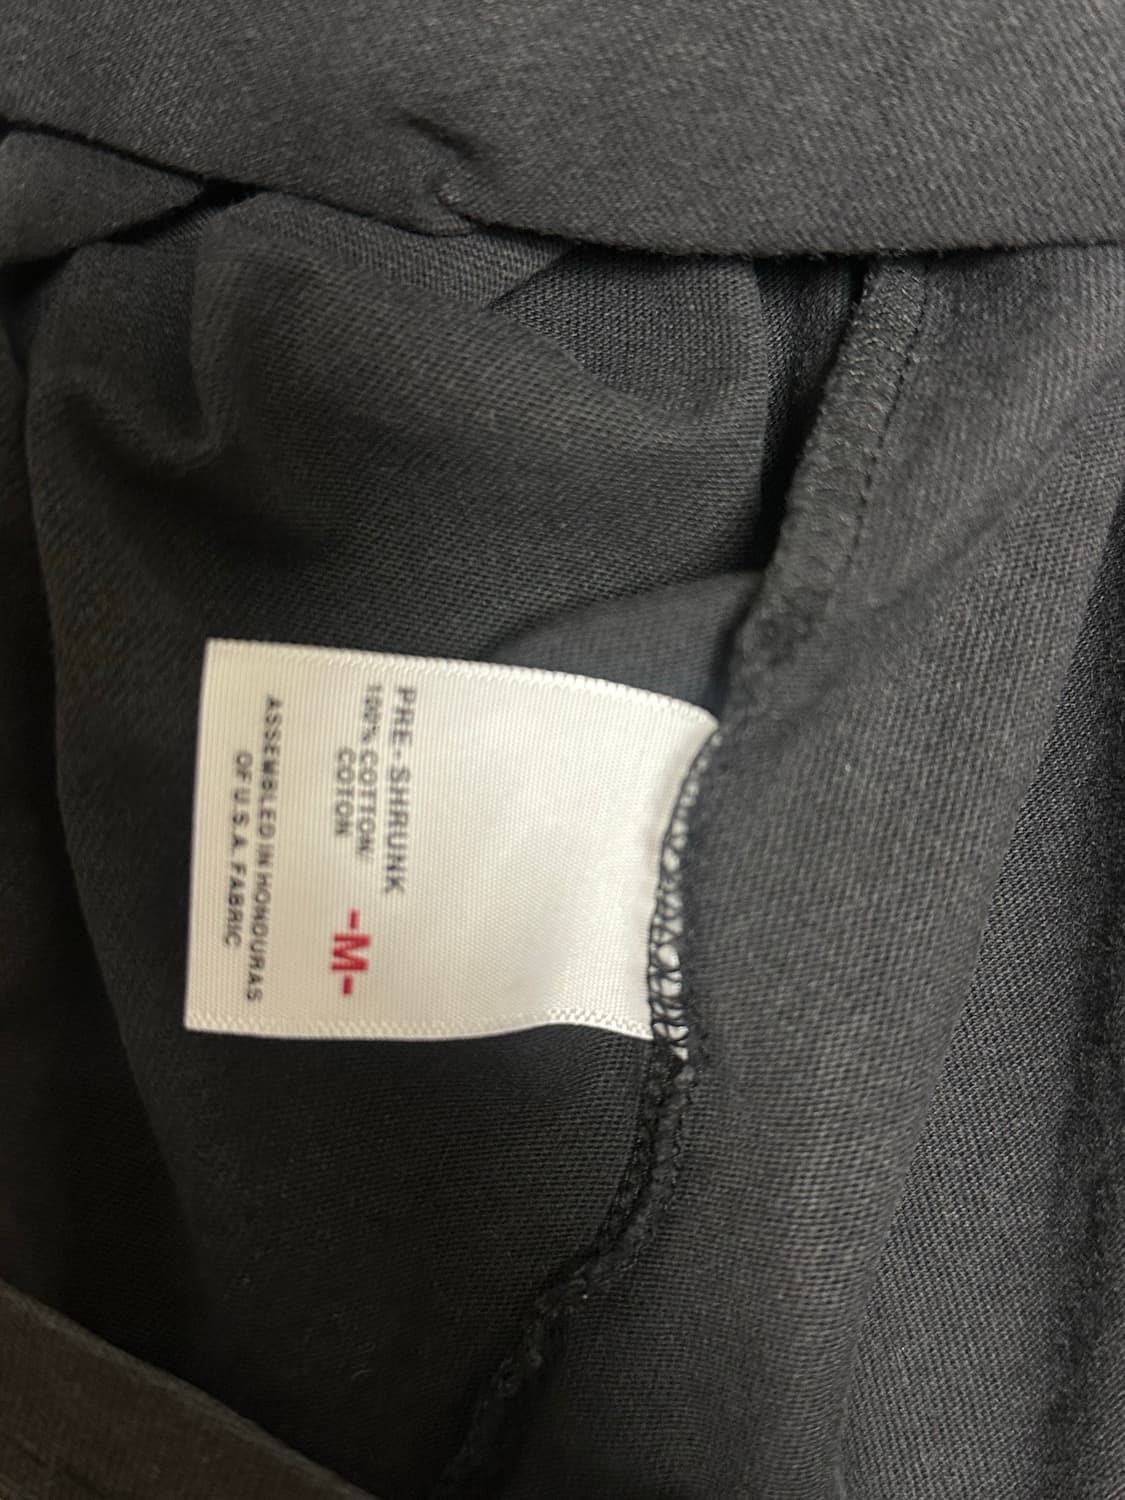 PRE-SHRUNK
100% COTTON/
COTON
-M-
ASSEMBLED IN HONDURAS
OF U.S.A. FABRIC